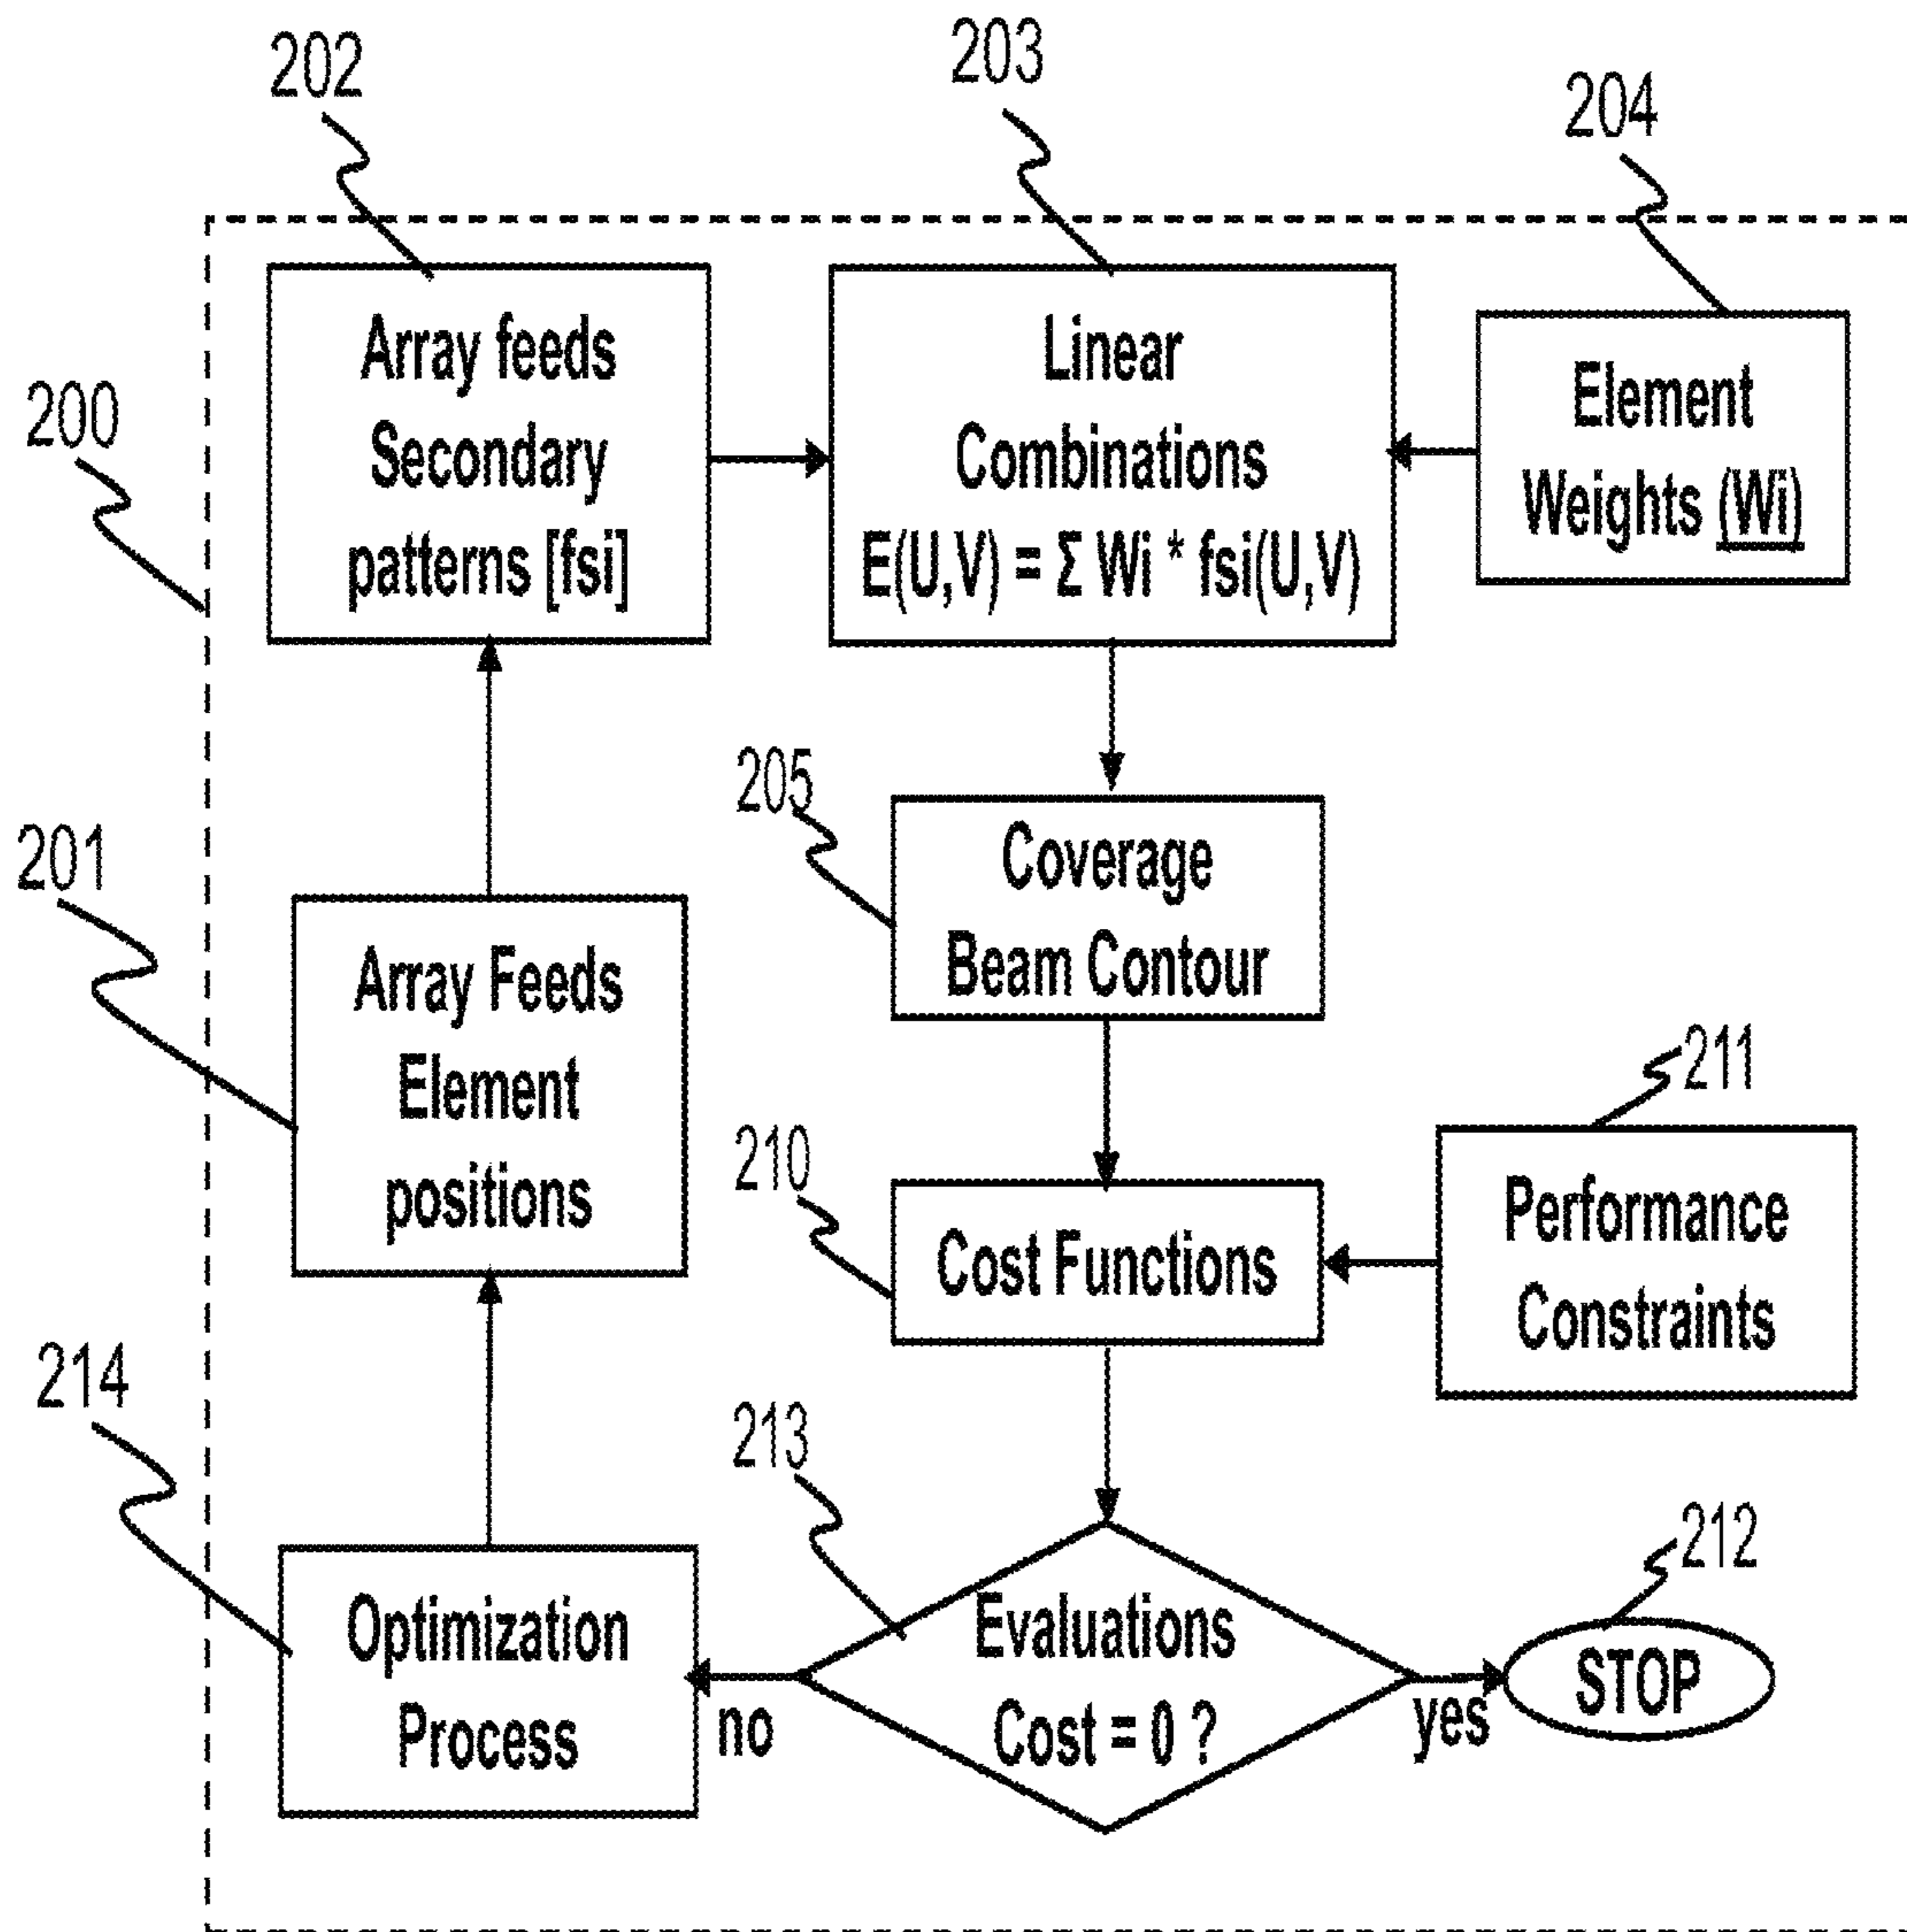 202
203
204
200
Array feeds
Secondary
patterns [fsi]
Linear
Combinations
E(U,V) = Σ Wi * fsi(U,V)
Element
Weights (Wi)
205
Coverage
Beam Contour
201
Array Feeds
Element
positions
211
210
Cost Functions
Performance
Constraints
214
213
212
Optimization
Process
no
Evaluations
Cost = 0 ?
yes
STOP